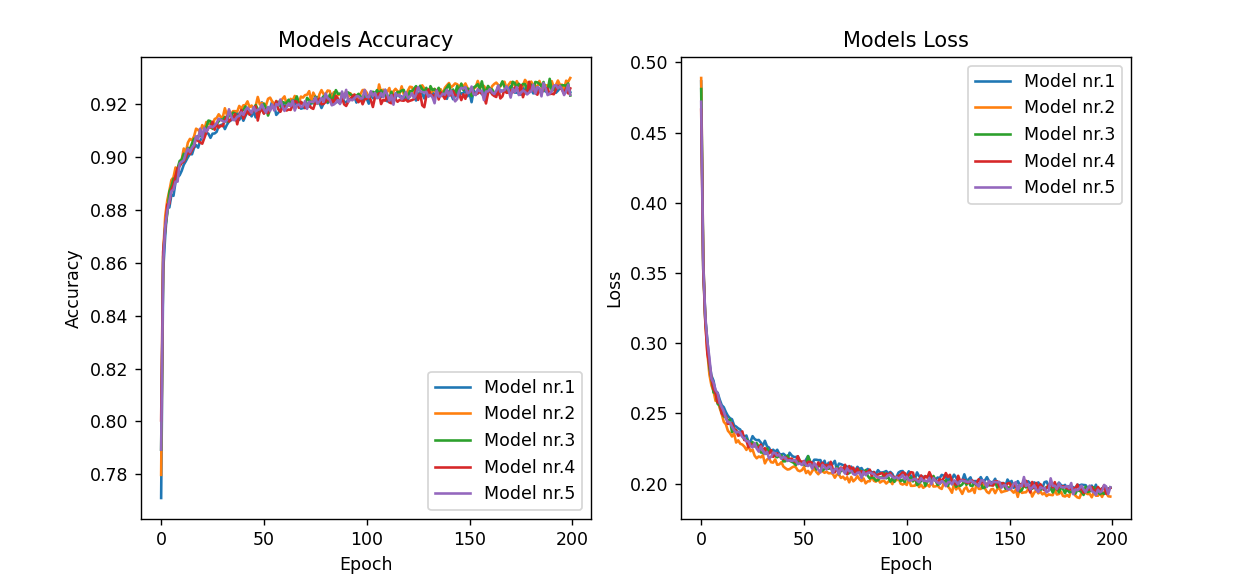 Models Accuracy
Accuracy
0.92
0.90
0.88
0.86
0.84
0.82
0.80
0.78
0
50
100
150
200
Epoch
Model nr.1
Model nr.2
Model nr.3
Model nr.4
Model nr.5
Models Loss
Loss
0.50
0.45
0.40
0.35
0.30
0.25
0.20
0
50
100
150
200
Epoch
Model nr.1
Model nr.2
Model nr.3
Model nr.4
Model nr.5